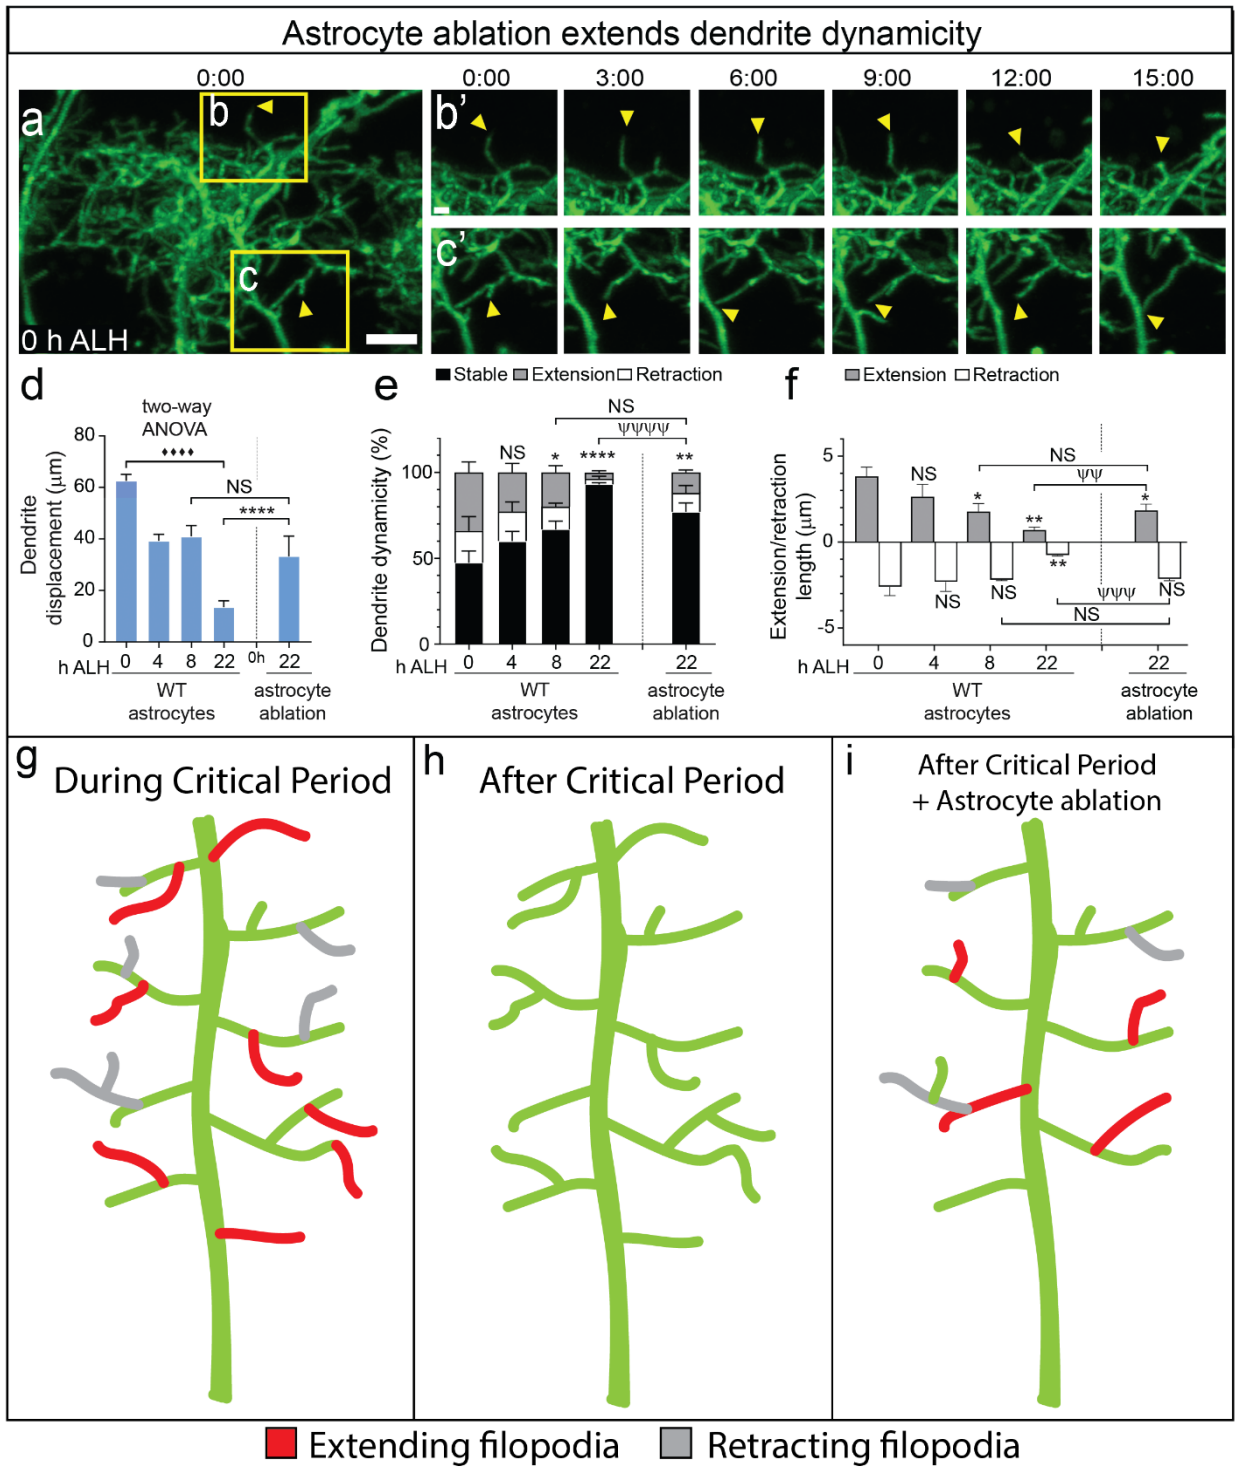 Astrocyte ablation extends dendrite dynamicity
0:00 0:00 3:00 6:00 9:00 12:00 15:00
a b b’
c c’
0 h ALH
d
two-way
ANOVA
♦♦♦♦
NS
****
Dendrite
displacement (μm)
80
60
40
20
0
h ALH 0 4 8 22 0h 22
WT
astrocytes
astrocyte
ablation
e
Stable Extension Retraction
NS
ψψψψ
NS * **** **
Dendrite dynamicity (%)
100
50
0
h ALH 0 4 8 22 22
WT
astrocytes
astrocyte
ablation
f
Extension Retraction
NS
ψψ
NS * ** *
Extension/retraction
length (μm)
5
0
-5
NS NS ** NS
ψψψ
NS
h ALH 0 4 8 22 22
WT
astrocytes
astrocyte
ablation
g
During Critical Period
h
After Critical Period
i
After Critical Period
+ Astrocyte ablation
Extending filopodia Retracting filopodia